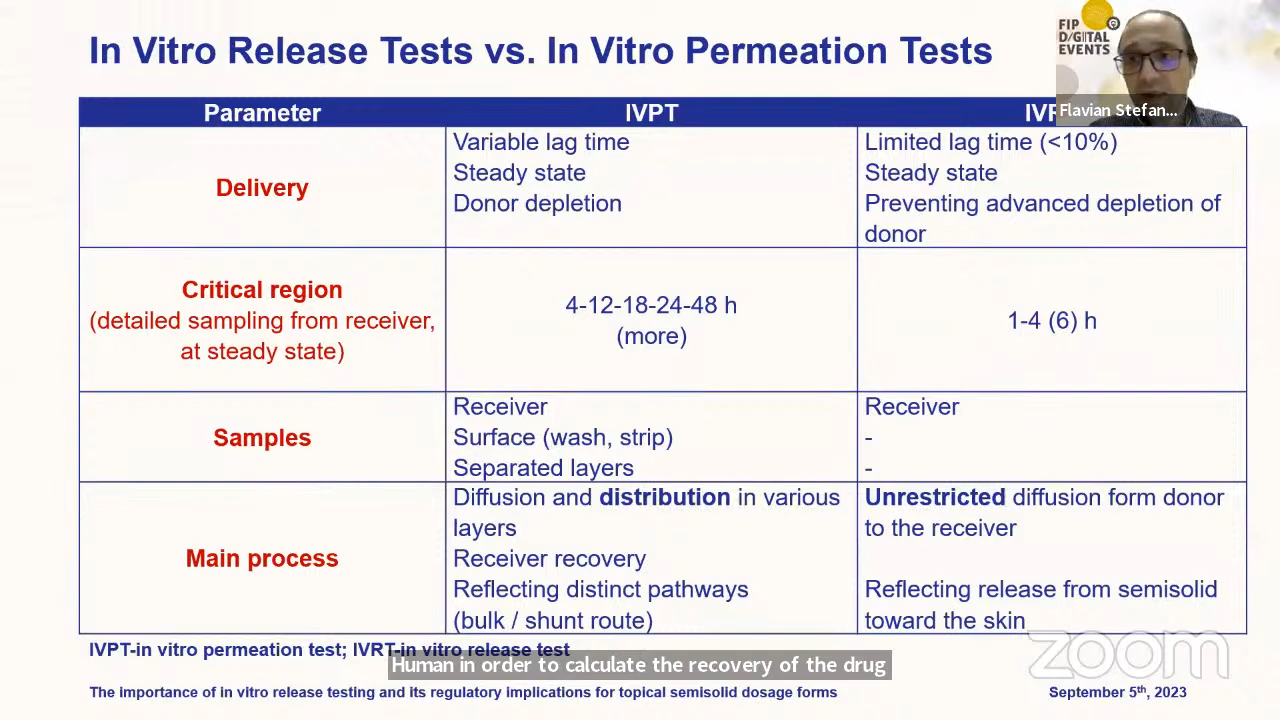 In Vitro Release Tests vs. In Vitro Permeation Tests
FIP
DIGITAL
EVENTS
Flavian Stefan...
Parameter
IVPT
Delivery
Variable lag time
Steady state
Donor depletion
Limited lag time (<10%)
Steady state
Preventing advanced depletion of
donor
Critical region
(detailed sampling from receiver,
at steady state)
4-12-18-24-48 h
(more)
1-4 (6) h
Samples
Receiver
Surface (wash, strip)
Separated layers
Receiver
-
-
Main process
Diffusion and distribution in various
layers
Receiver recovery
Reflecting distinct pathways
(bulk / shunt route)
Unrestricted diffusion form donor
to the receiver
Reflecting release from semisolid
toward the skin
IVPT-in vitro permeation test; IVRT-in vitro release test
Human in order to calculate the recovery of the drug
zoom
The importance of in vitro release testing and its regulatory implications for topical semisolid dosage forms
September 5th, 2023